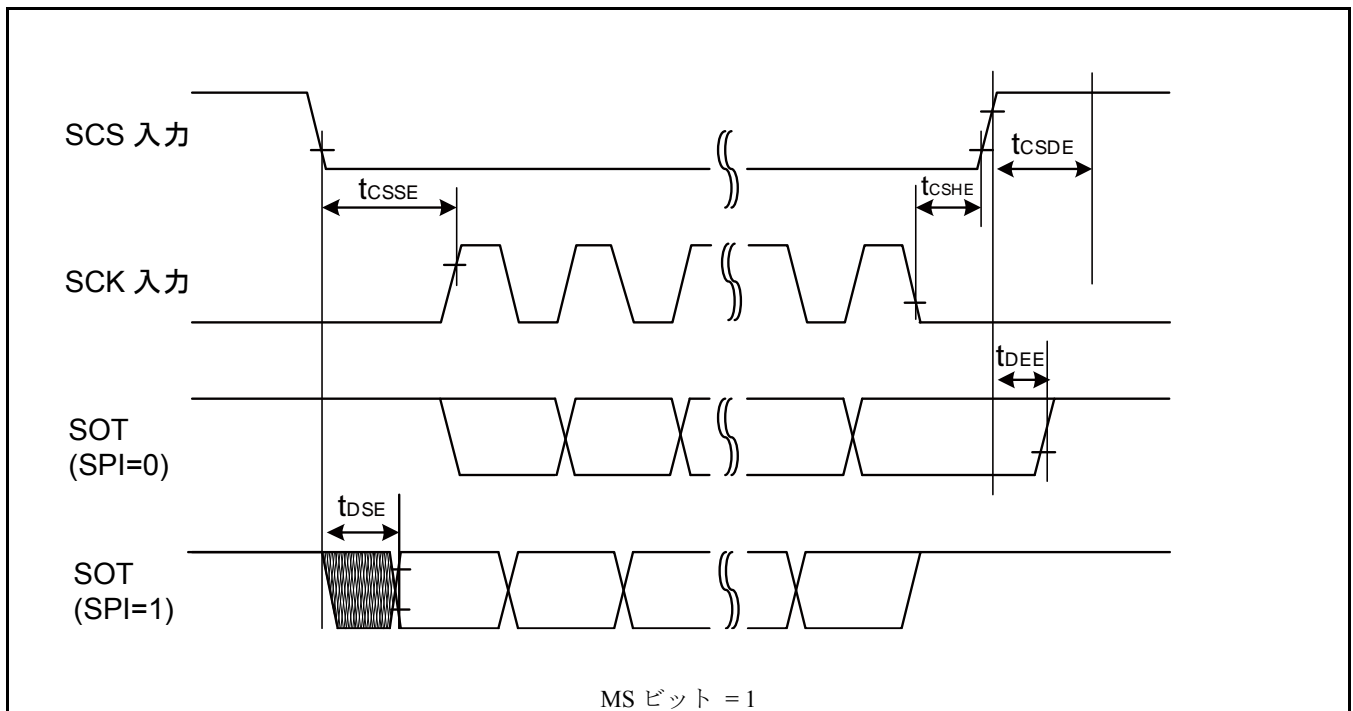 SCS 入力
tCSSE
tCSHE
tCSDE
SCK 入力
tDEE
SOT
(SPI=0)
tDSE
SOT
(SPI=1)
MS ビット = 1